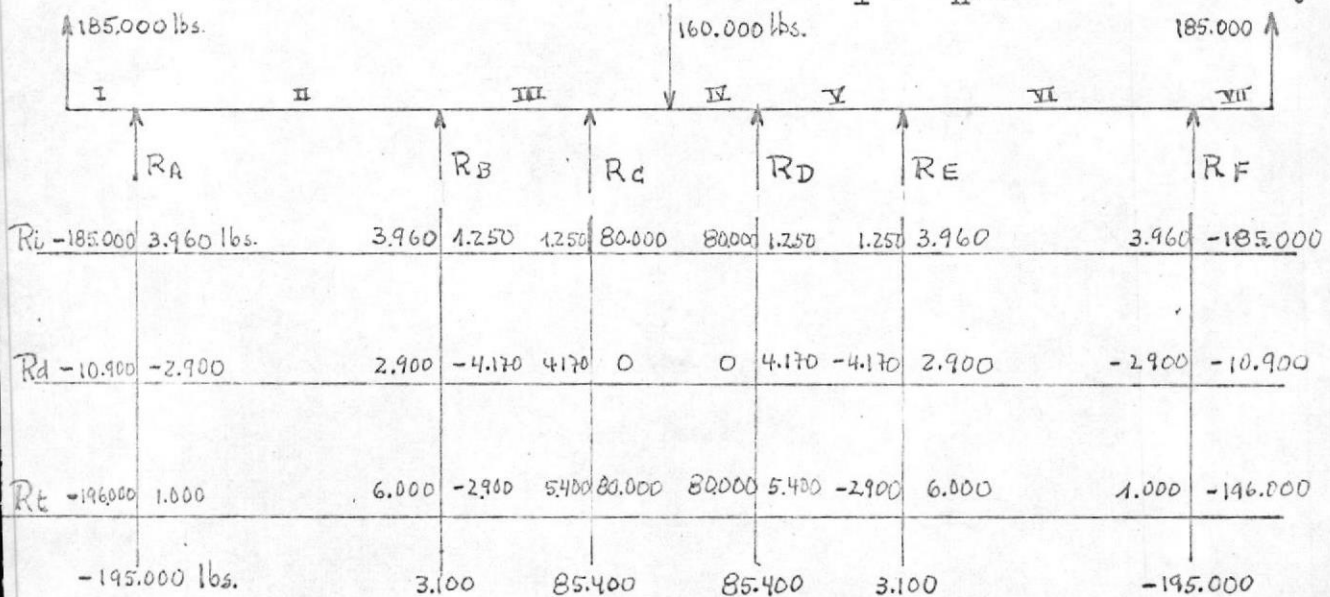 I II
185.000 lbs. 160.000 lbs. 185.000
I II III IV V VI VII
RA RB Rc RD RE RF
Ri -185.000 3.960 lbs. 3.960 1.250 1.250 80.000 80.000 1.250 1.250 3.960 3.960 -185.000
Rd -10.900 -2.900 2.900 -4.170 4170 0 0 4.170 -4.170 2.900 -2900 -10.900
Rt -196.000 1.000 6.000 -2.900 5.400 80.000 80.000 5.400 -2.900 6.000 1.000 -196.000
-195.000 lbs. 3.100 85.400 85.400 3.100 -195.000